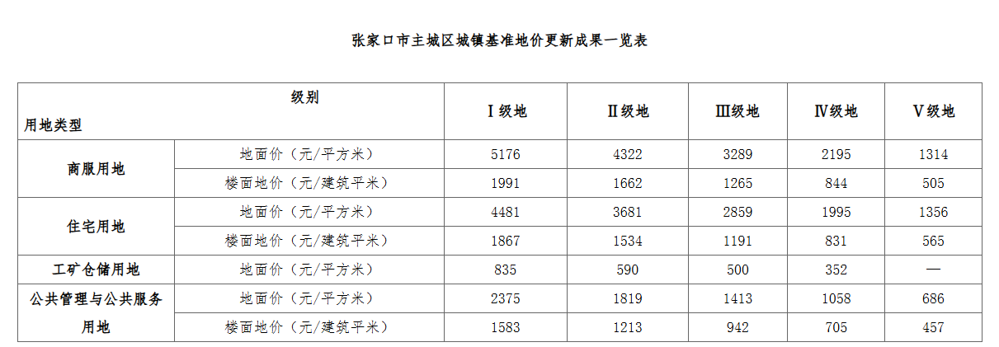 张家口市主城区城镇基准地价更新成果一览表
级别
用地类型
Ⅰ级地 Ⅱ级地 Ⅲ级地 Ⅳ级地 Ⅴ级地
商服用地 地面价（元/平方米） 5176 4322 3289 2195 1314
楼面地价（元/建筑平米） 1991 1662 1265 844 505
住宅用地 地面价（元/平方米） 4481 3681 2859 1995 1356
楼面地价（元/建筑平米） 1867 1534 1191 831 565
工矿仓储用地 地面价（元/平方米） 835 590 500 352 —
公共管理与公共服务
用地
地面价（元/平方米） 2375 1819 1413 1058 686
楼面地价（元/建筑平米） 1583 1213 942 705 457